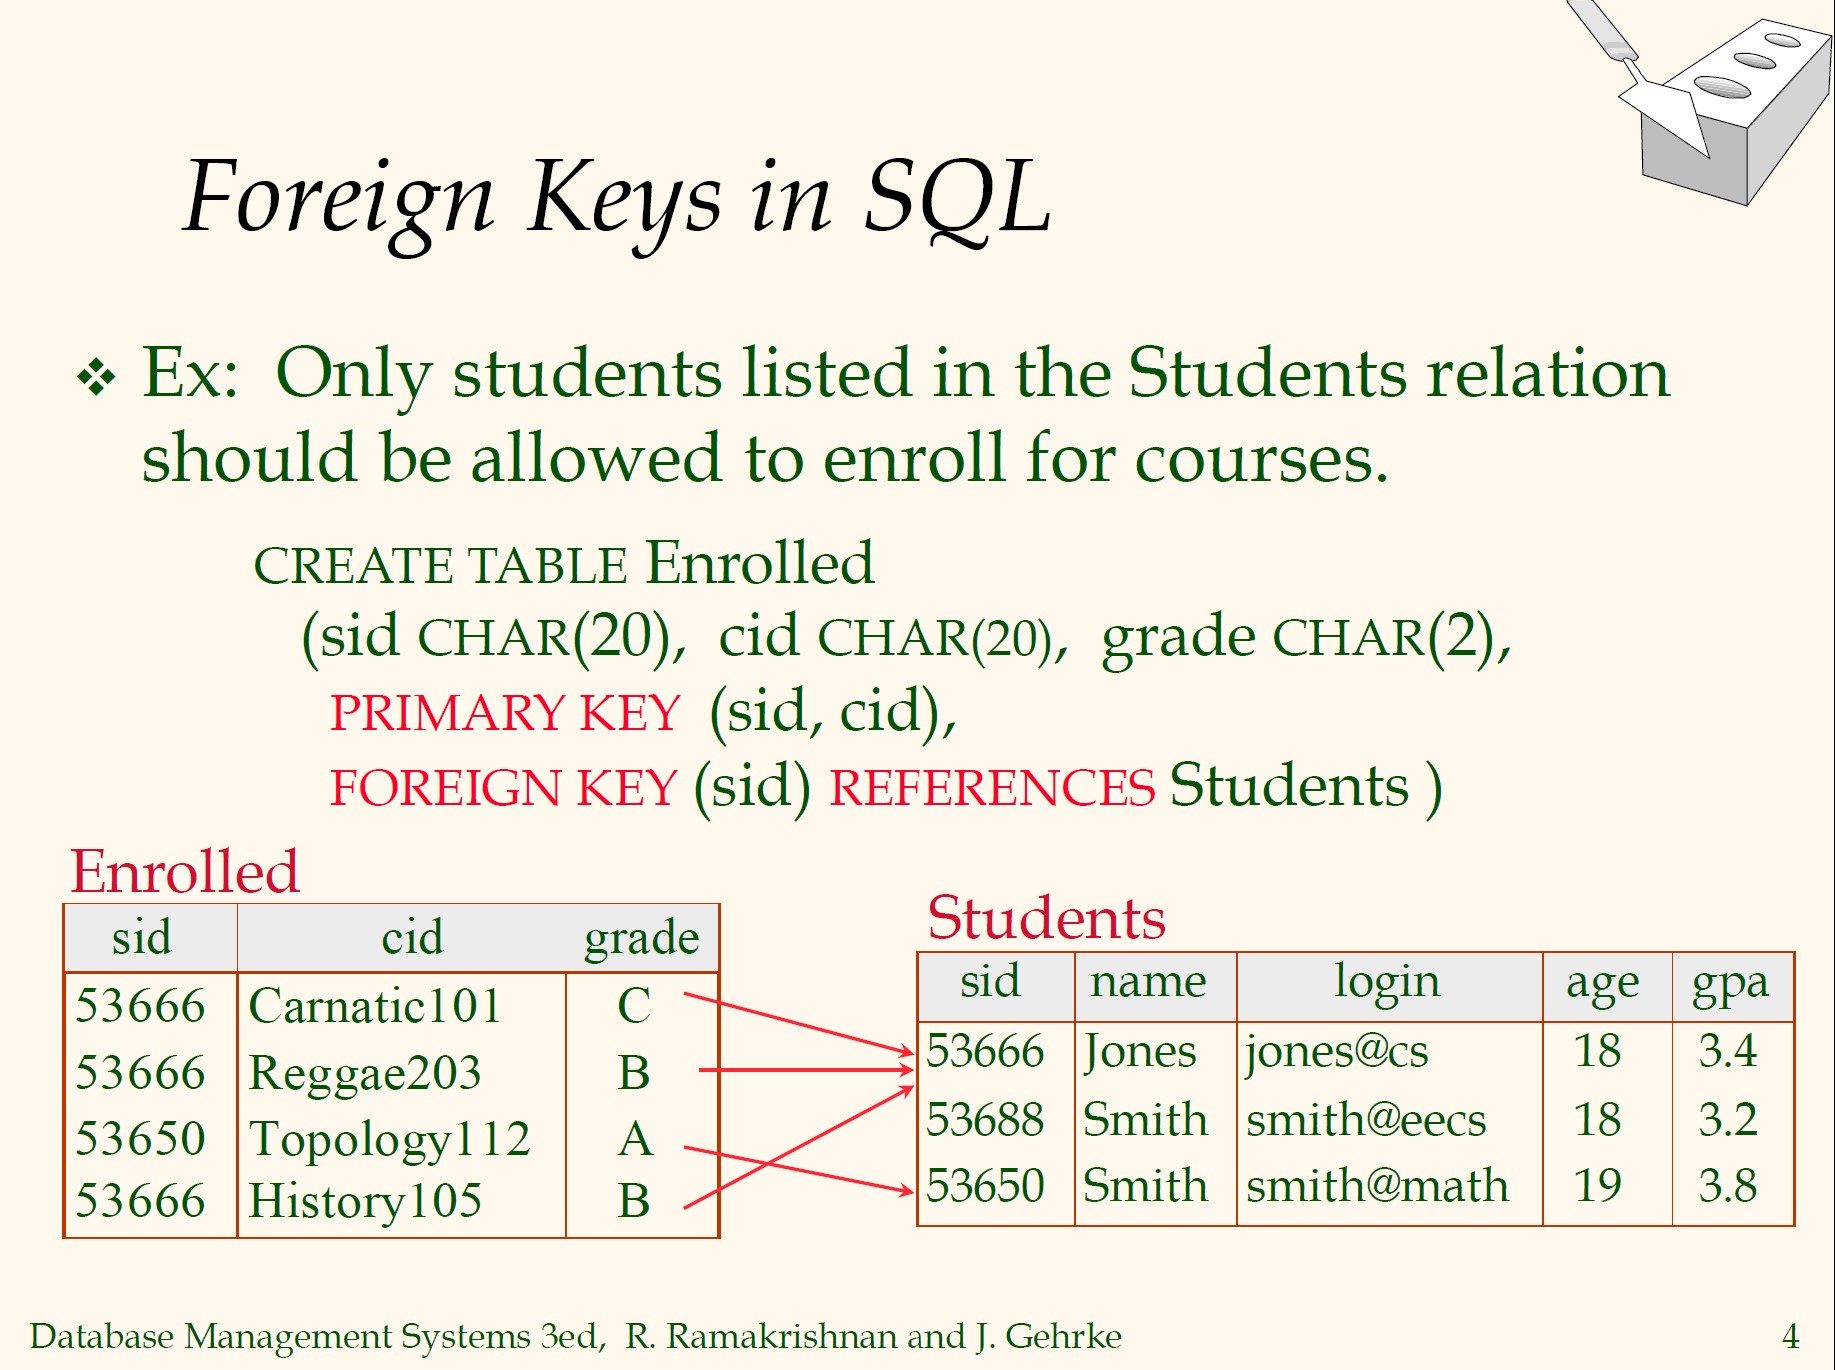 Foreign Keys in SQL
❖ Ex: Only students listed in the Students relation
should be allowed to enroll for courses.
CREATE TABLE Enrolled
(sid CHAR(20), cid CHAR(20), grade CHAR(2),
PRIMARY KEY (sid, cid),
FOREIGN KEY (sid) REFERENCES Students )
Enrolled
sid cid grade
53666 Carnatic101 C
53666 Reggae203 B
53650 Topology112 A
53666 History105 B
Students
sid name login age gpa
53666 Jones jones@cs 18 3.4
53688 Smith smith@eecs 18 3.2
53650 Smith smith@math 19 3.8
Database Management Systems 3ed, R. Ramakrishnan and J. Gehrke 4